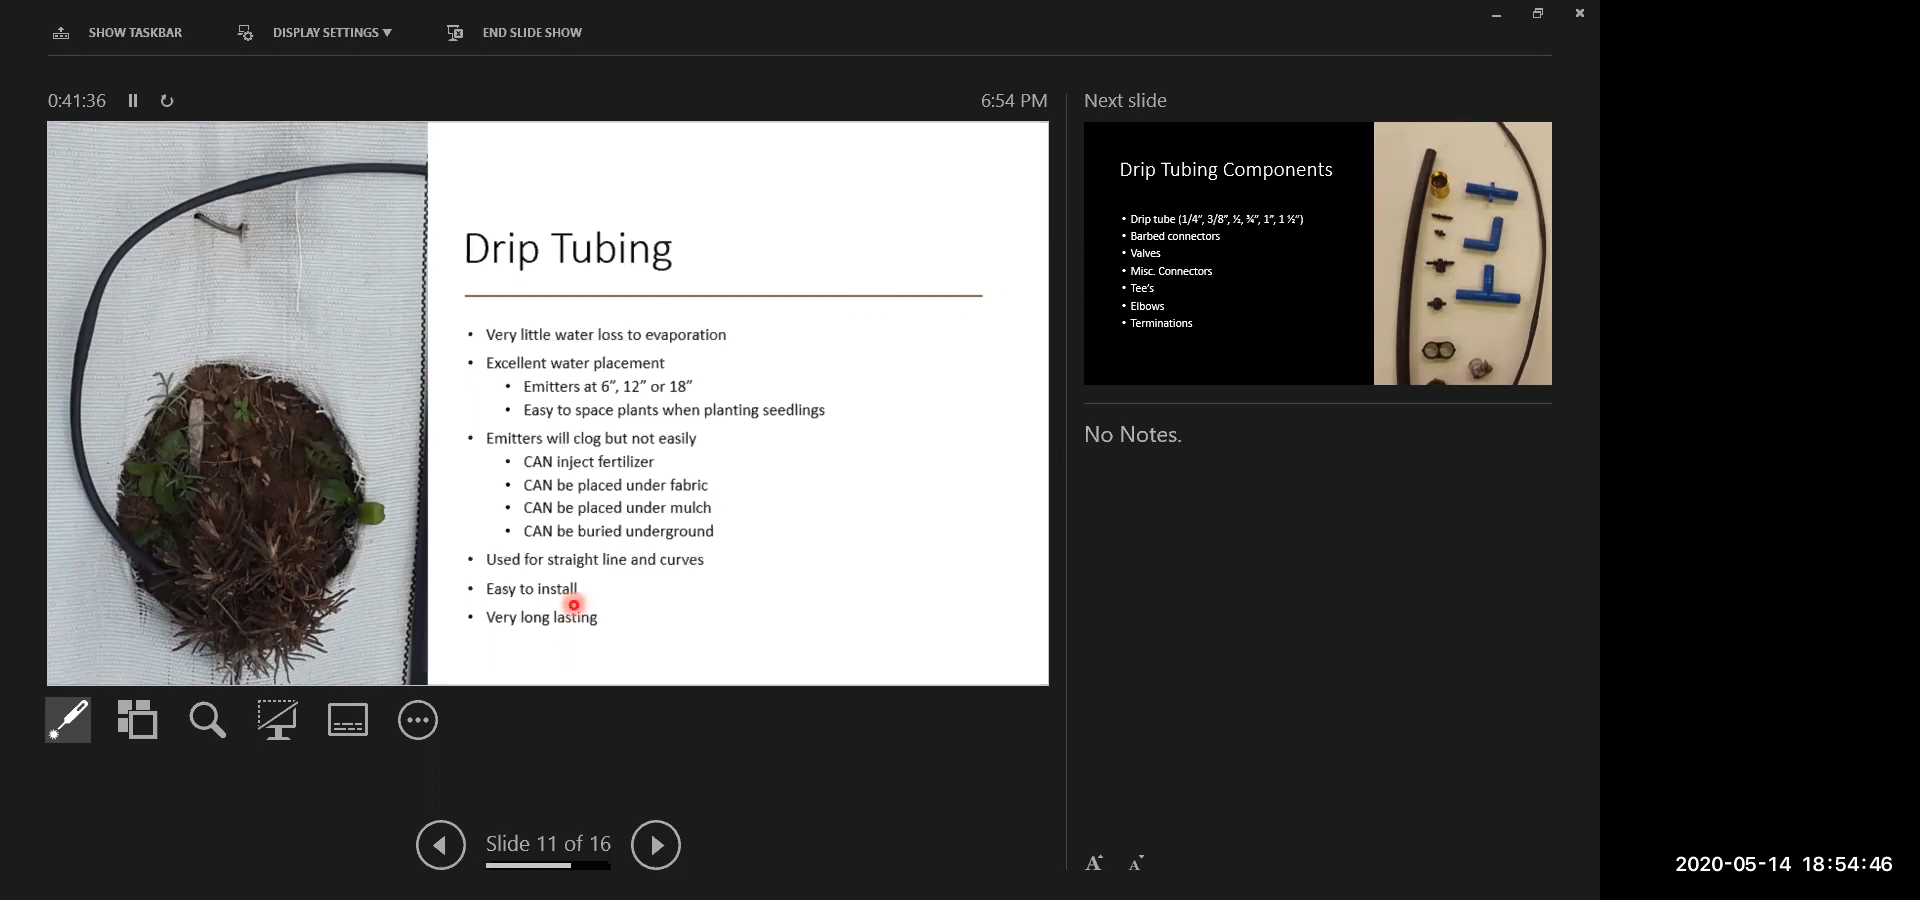 SHOW TASKBAR
DISPLAY SETTINGS ▼
END SLIDE SHOW
0:41:36
6:54 PM
Drip Tubing
• Very little water loss to evaporation
• Excellent water placement
• Emitters at 6”, 12” or 18”
• Easy to space plants when planting seedlings
• Emitters will clog but not easily
• CAN inject fertilizer
• CAN be placed under fabric
• CAN be placed under mulch
• CAN be buried underground
• Used for straight line and curves
• Easy to install
• Very long lasting
Slide 11 of 16
Next slide
Drip Tubing Components
• Drip tube (1/4”, 3/8”, ½, ¾”, 1”, 1 ½”)
• Barbed connectors
• Valves
• Misc. Connectors
• Tee’s
• Elbows
• Terminations
No Notes.
A A
2020-05-14 18:54:46